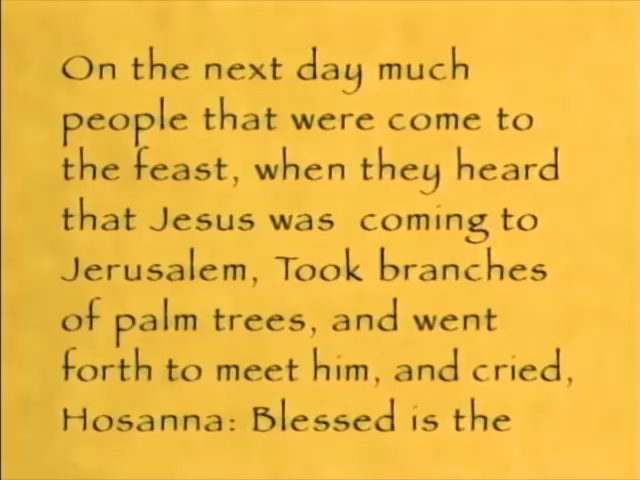 On the next day much
people that were come to
the feast, when they heard
that Jesus was coming to
Jerusalem, Took branches
of palm trees, and went
forth to meet him, and cried,
Hosanna: Blessed is the